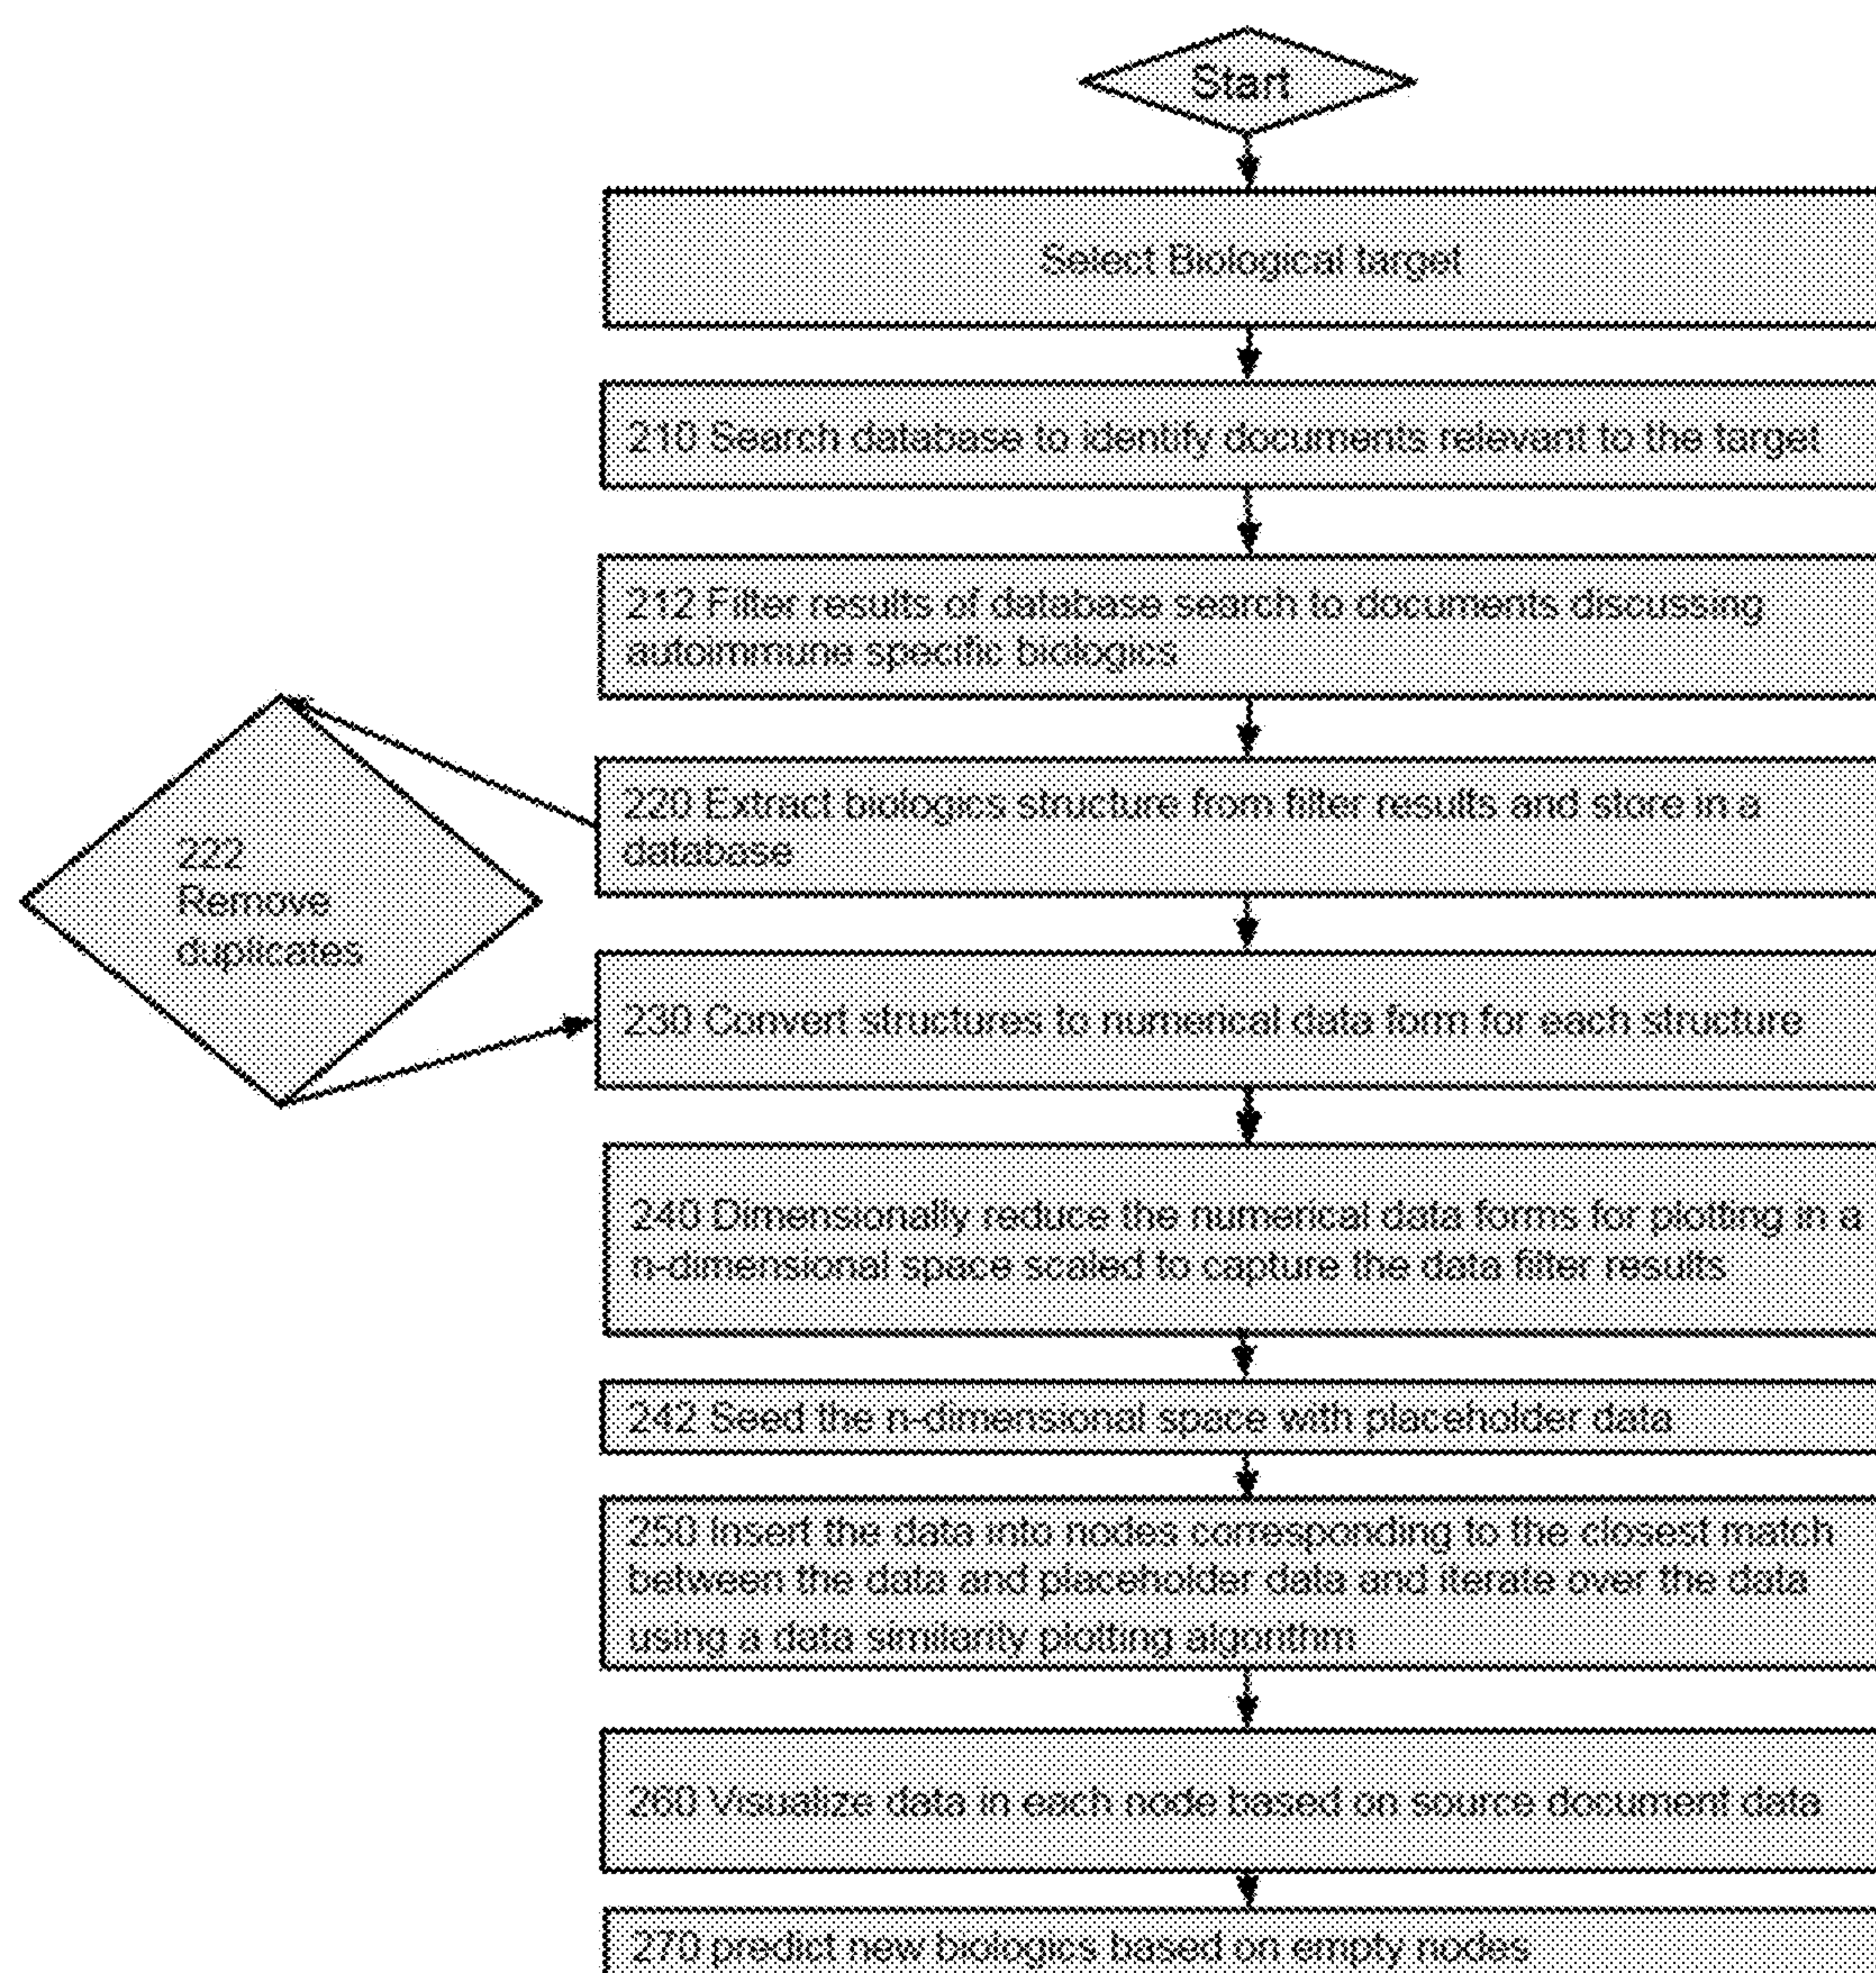 Start
Select Biological target
210 Search database to identify documents relevant to the target
212 Filter results of database search to documents discussing
autoimmune specific biologics
220 Extract biologics structure from filter results and store in a
database
222
Remove
duplicates
230 Convert structures to numerical data form for each structure
240 Dimensionally reduce the numerical data forms for plotting in a
n-dimensional space scaled to capture the data filter results
242 Seed the n-dimensional space with placeholder data
250 Insert the data into nodes corresponding to the closest match
between the data and placeholder data and iterate over the data
using a data similarity plotting algorithm
260 Visualize data in each node based on source document data
270 predict new biologics based on empty nodes